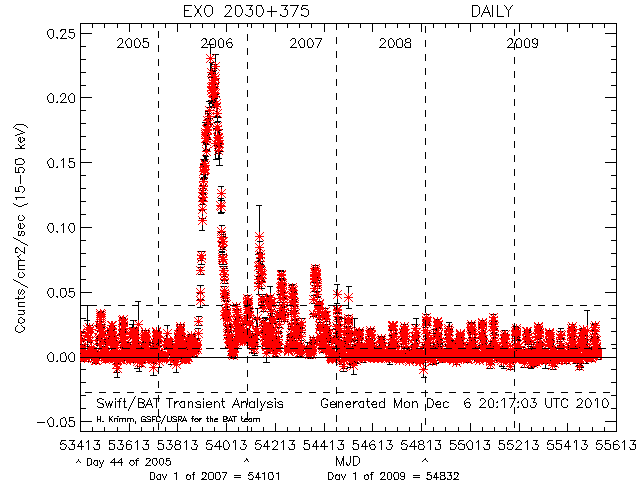 EXO 2030+375 DAILY
0.25
2005 2006 2007 2008 2009
0.20
0.15
0.10
0.05
0.00
-0.05
Counts/cm^2/sec (15-50 keV)
Swift/BAT Transient Analysis Generated Mon Dec 6 20:17:03 UTC 2010
H. Krimm, GSFC/USRA for the BAT team
53413 53613 53813 54013 54213 54413 54613 54813 55013 55213 55413 55613
^ Day 44 of 2005 ^ MJD ^
Day 1 of 2007 = 54101 Day 1 of 2009 = 54832